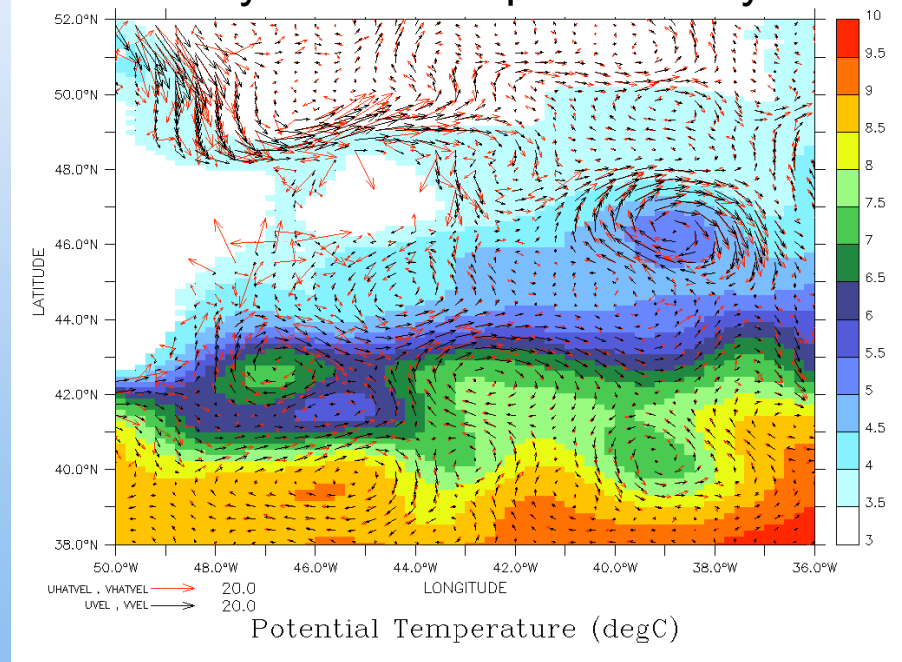 52.0°N
50.0°N
48.0°N
46.0°N
44.0°N
42.0°N
40.0°N
38.0°N
LATITUDE
50.0°W 48.0°W 46.0°W 44.0°W 42.0°W 40.0°W 38.0°W 36.0°W
LONGITUDE
10
9.5
9
8.5
8
7.5
7
6.5
6
5.5
5
4.5
4
3.5
3
UHATVEL , VHATVEL 20.0
UVEL , VVEL 20.0
Potential Temperature (degC)